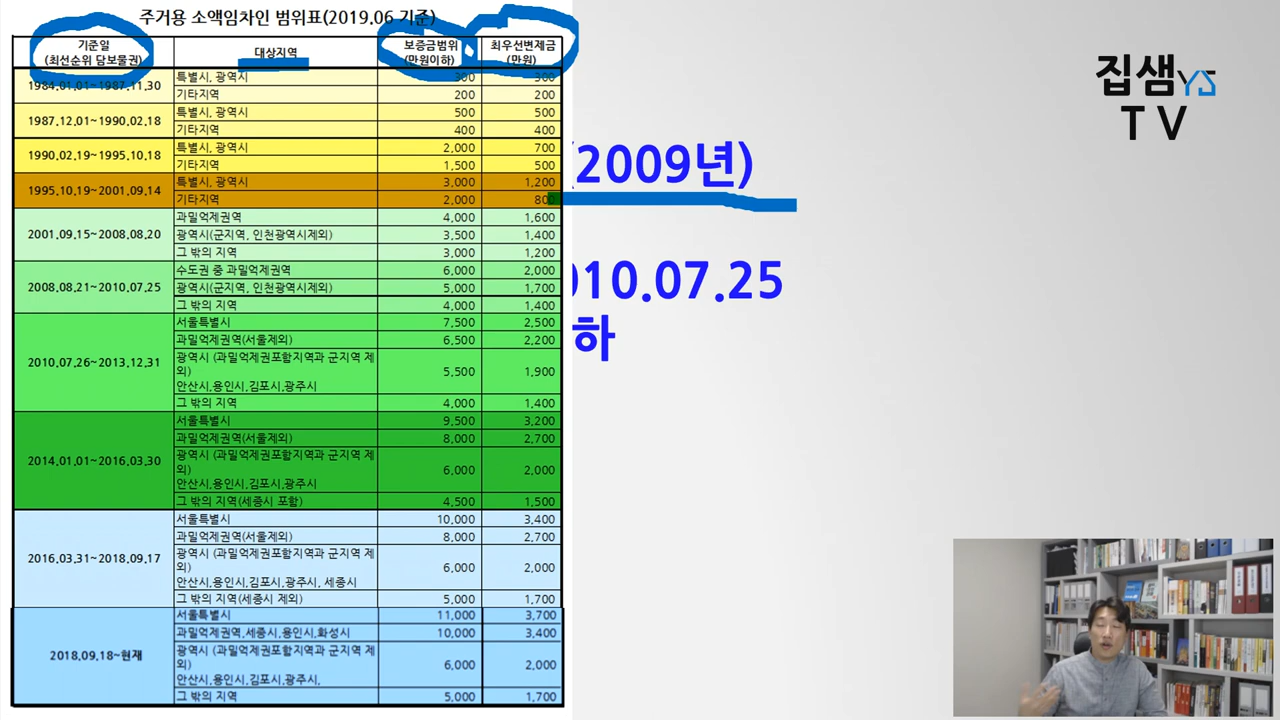 주거용 소액임차인 범위표(2019.06 기준)
기준일 (최선순위 담보물권) 대상지역 보증금범위 (만원이하) 최우선변제금 (만원)
1984.01.01~1987.11.30 특별시, 광역시 300 300
기타지역 200 200
1987.12.01~1990.02.18 특별시, 광역시 500 500
기타지역 400 400
1990.02.19~1995.10.18 특별시, 광역시 2,000 700
기타지역 1,500 500
1995.10.19~2001.09.14 특별시, 광역시 3,000 1,200
기타지역 2,000 800
2001.09.15~2008.08.20 과밀억제권역 4,000 1,600
광역시(군지역, 인천광역시제외) 3,500 1,400
그 밖의 지역 3,000 1,200
2008.08.21~2010.07.25 수도권 중 과밀억제권역 6,000 2,000
광역시(군지역, 인천광역시제외) 5,000 1,700
그 밖의 지역 4,000 1,400
2010.07.26~2013.12.31 서울특별시 7,500 2,500
과밀억제권역(서울제외) 6,500 2,200
광역시 (과밀억제권포함지역과 군지역 제
외)
안산시,용인시,김포시,광주시 5,500 1,900
그 밖의 지역 4,000 1,400
2014.01.01~2016.03.30 서울특별시 9,500 3,200
과밀억제권역(서울제외) 8,000 2,700
광역시 (과밀억제권포함지역과 군지역 제
외)
안산시,용인시,김포시,광주시 6,000 2,000
그 밖의 지역(세종시 포함) 4,500 1,500
2016.03.31~2018.09.17 서울특별시 10,000 3,400
과밀억제권역(서울제외) 8,000 2,700
광역시 (과밀억제권포함지역과 군지역 제
외)
안산시,용인시,김포시,광주시, 세종시 6,000 2,000
그 밖의 지역(세종시 제외) 5,000 1,700
2018.09.18~현재 서울특별시 11,000 3,700
과밀억제권역,세종시,용인시,화성시 10,000 3,400
광역시 (과밀억제권포함지역과 군지역 제
외)
안산시,용인시,김포시,광주시, 6,000 2,000
그 밖의 지역 5,000 1,700
(2009년)
010.07.25
하
집샘YS
TV